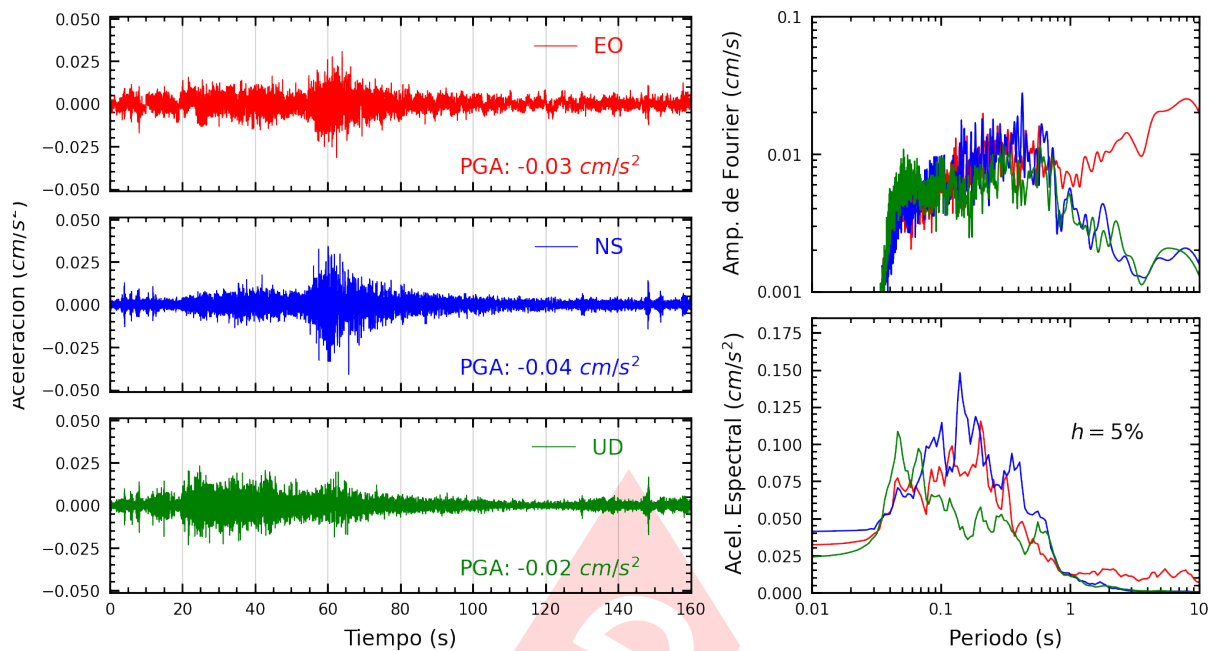 0.050
0.025
0.000
−0.025
−0.050
EO
PGA: -0.03 cm/s²
0.050
0.025
0.000
−0.025
−0.050
NS
PGA: -0.04 cm/s²
0.050
0.025
0.000
−0.025
−0.050
UD
PGA: -0.02 cm/s²
0 20 40 60 80 100 120 140 160
Tiempo (s)
Aceleracion (cm/s²)
0.1
0.01
0.001
Amp. de Fourier (cm/s)
0.175
0.150
0.125
0.100
0.075
0.050
0.025
0.000
Acel. Espectral (cm/s²)
h = 5%
0.01 0.1 1 10
Periodo (s)